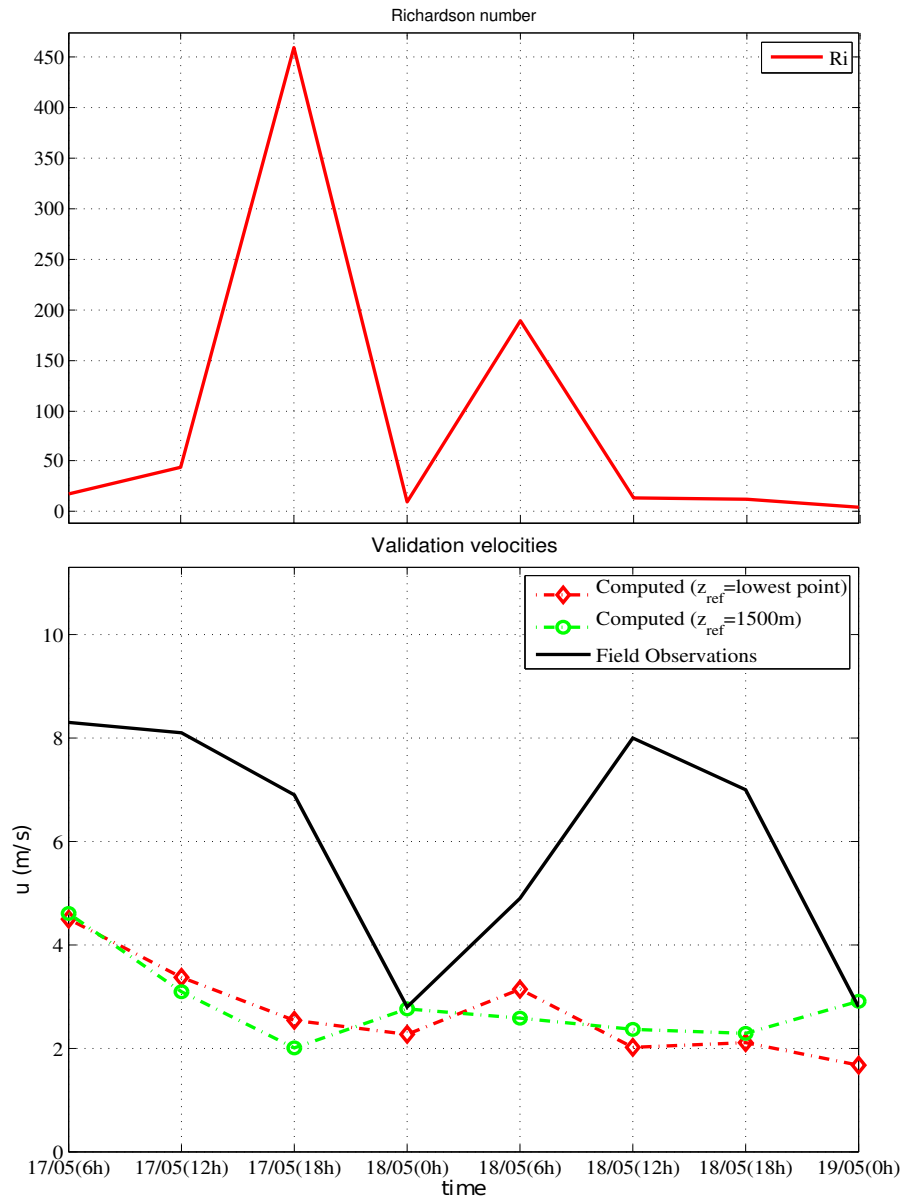 Richardson number
450
400
350
300
250
200
150
100
50
0
Ri
Validation velocities
Computed (z_ref=lowest point)
Computed (z_ref=1500m)
Field Observations
10
8
6
4
2
0
u (m/s)
17/05(6h) 17/05(12h) 17/05(18h) 18/05(0h) 18/05(6h) 18/05(12h) 18/05(18h) 19/05(0h)
time